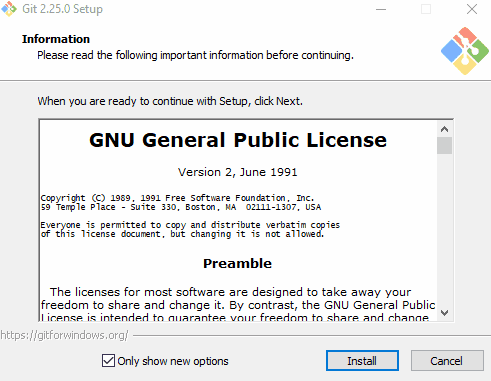 Git 2.25.0 Setup
Information
Please read the following important information before continuing.
When you are ready to continue with Setup, click Next.
GNU General Public License
Version 2, June 1991
Copyright (C) 1989, 1991 Free Software Foundation, Inc.
59 Temple Place - Suite 330, Boston, MA  02111-1307, USA
Everyone is permitted to copy and distribute verbatim copies
of this license document, but changing it is not allowed.
Preamble
The licenses for most software are designed to take away your
freedom to share and change it. By contrast, the GNU General Public
License is intended to guarantee your freedom to share and change
https://gitforwindows.org/
Only show new options
Install
Cancel